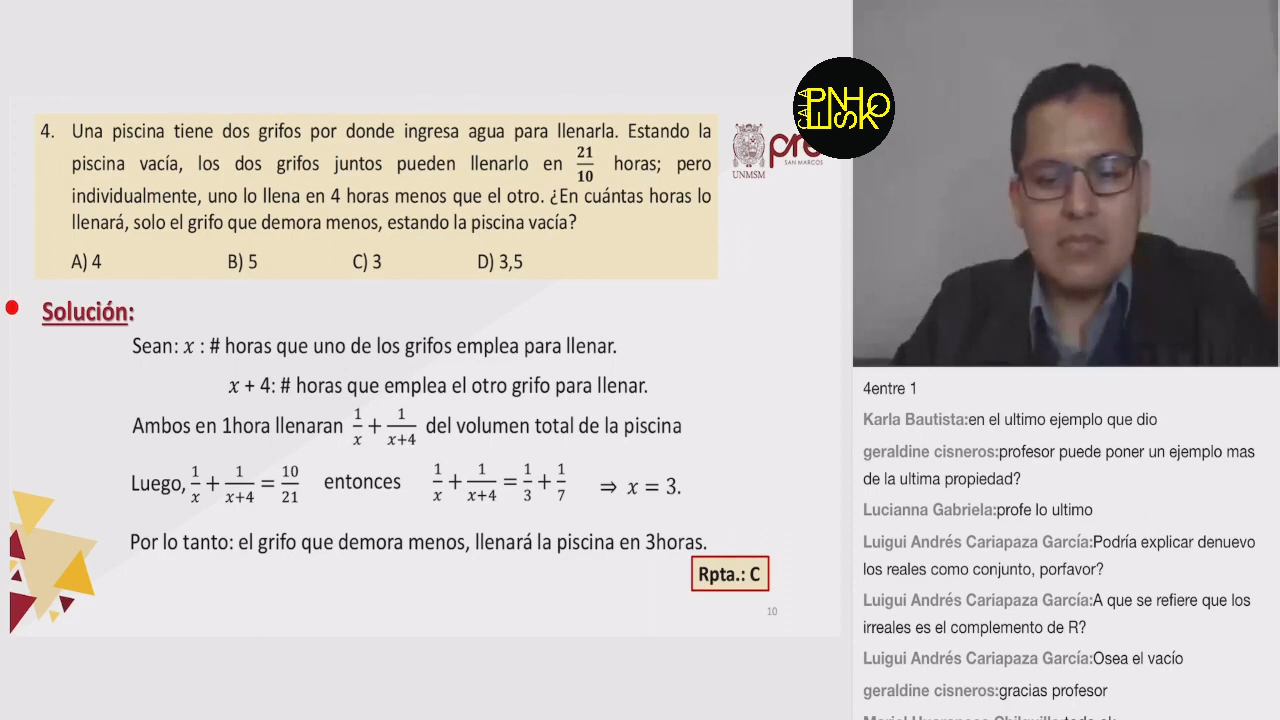 4. Una piscina tiene dos grifos por donde ingresa agua para llenarla. Estando la
piscina vacía, los dos grifos juntos pueden llenarlo en 21/10 horas; pero
individualmente, uno lo llena en 4 horas menos que el otro. ¿En cuántas horas lo
llenará, solo el grifo que demora menos, estando la piscina vacía?
A) 4 B) 5 C) 3 D) 3,5
UNMSM
pre
SAN MARCOS
Solución:
Sean: x : # horas que uno de los grifos emplea para llenar.
x + 4: # horas que emplea el otro grifo para llenar.
Ambos en 1hora llenaran 1/x + 1/(x+4) del volumen total de la piscina
Luego, 1/x + 1/(x+4) = 10/21 entonces 1/x + 1/(x+4) = 1/3 + 1/7 ⇒ x = 3.
Por lo tanto: el grifo que demora menos, llenará la piscina en 3horas.
Rpta.: C
10
4entre 1
Karla Bautista:en el ultimo ejemplo que dio
geraldine cisneros:profesor puede poner un ejemplo mas
de la ultima propiedad?
Lucianna Gabriela:profe lo ultimo
Luigui Andrés Cariapaza García:Podría explicar denuevo
los reales como conjunto, porfavor?
Luigui Andrés Cariapaza García:A que se refiere que los
irreales es el complemento de R?
Luigui Andrés Cariapaza García:Osea el vacío
geraldine cisneros:gracias profesor